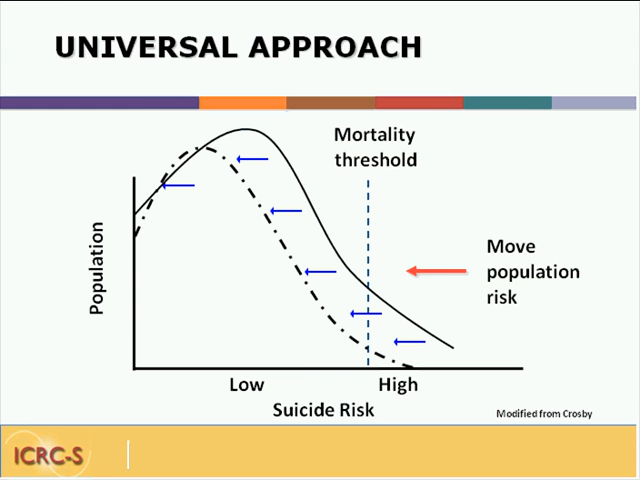 UNIVERSAL APPROACH
Mortality
threshold
Move
population
risk
Population
Low
High
Suicide Risk
Modified from Crosby
ICRC-S